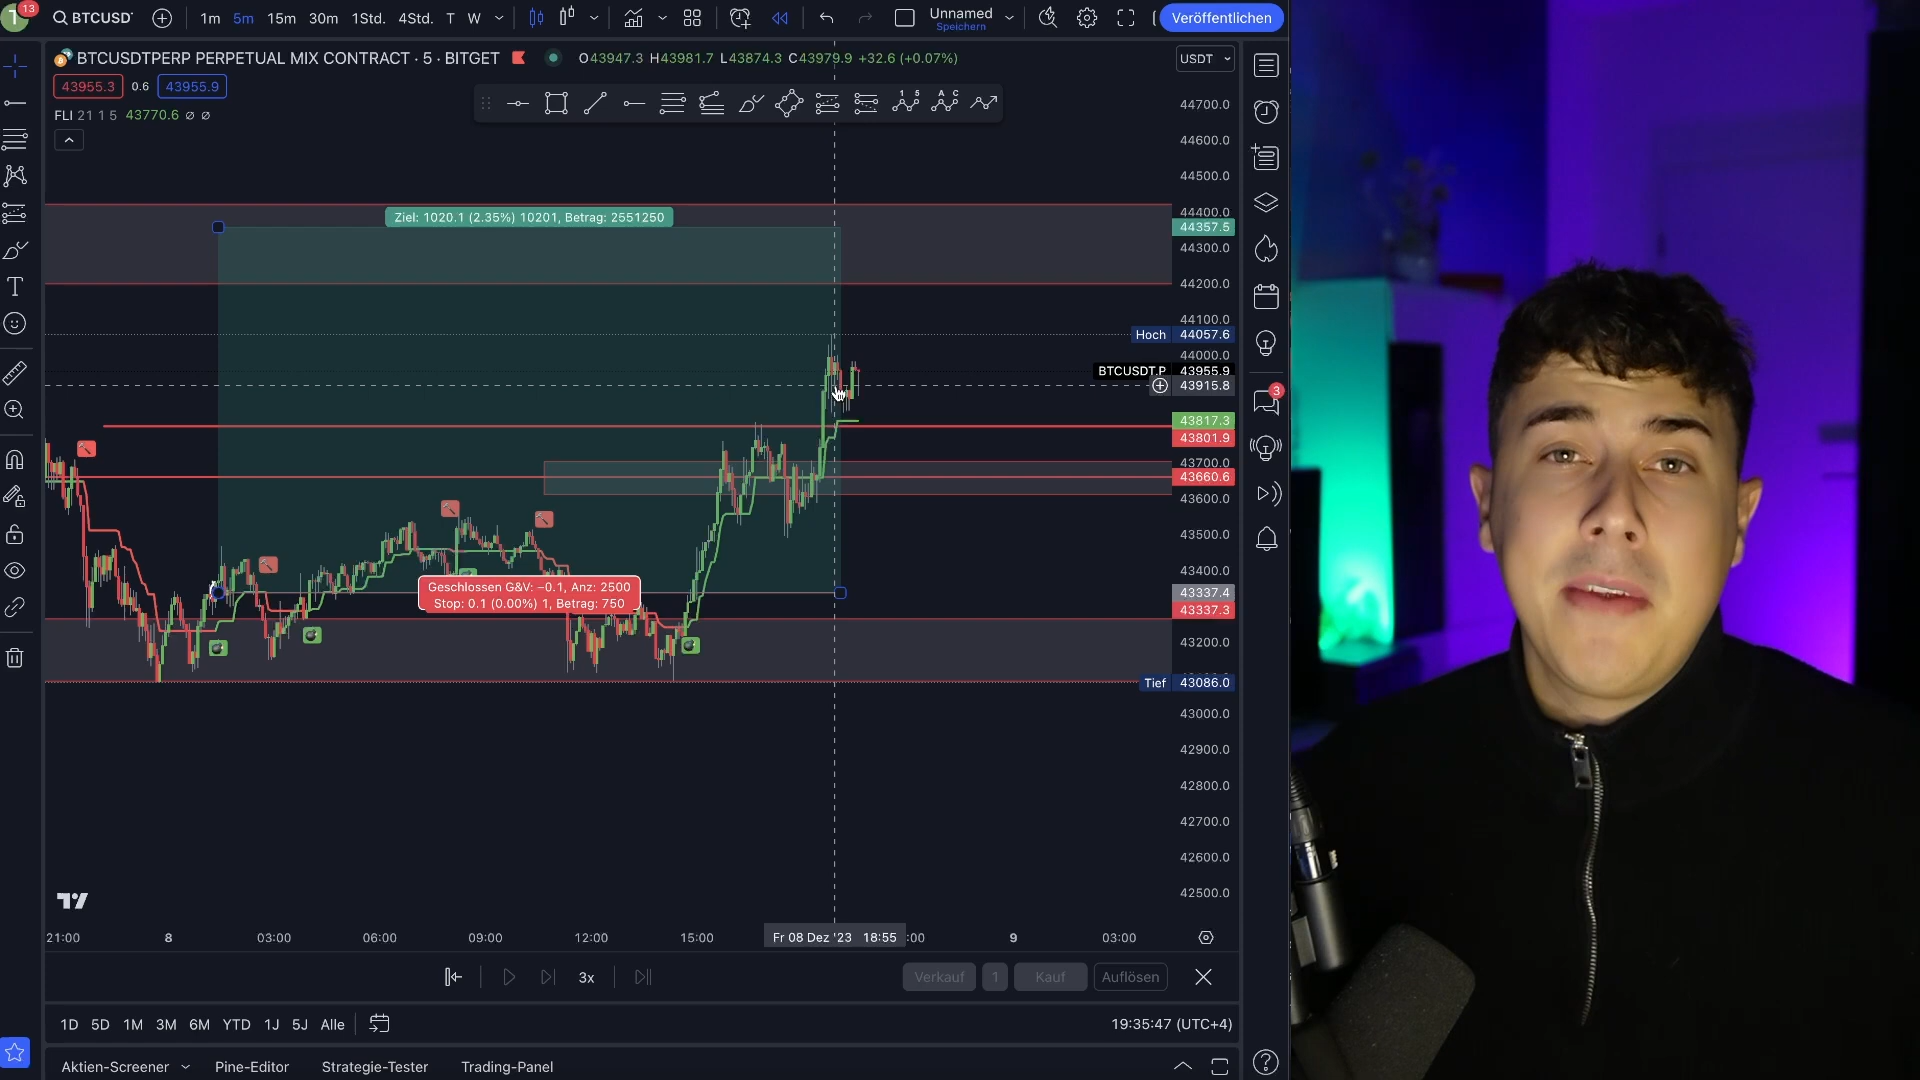 13
BTCUSDT
1m 5m 15m 30m 1Std. 4Std. T W
Unnamed
Speichern
Veröffentlichen
BTCUSDTPERP PERPETUAL MIX CONTRACT · 5 · BITGET
O43947.3 H43981.7 L43874.3 C43979.9 +32.6 (+0.07%)
USDT
43955.3 0.6 43955.9
FLI 21 1 5 43770.6 ∅ ∅
1 5
A C
44700.0
44600.0
44500.0
44400.0
Ziel: 1020.1 (2.35%) 10201, Betrag: 2551250
44357.5
44300.0
44200.0
44100.0
Hoch 44057.6
44000.0
BTCUSDT.P 43955.9
43915.8
3
43817.3
43801.9
43700.0
43660.6
43600.0
43500.0
43400.0
Geschlossen G&V: −0.1, Anz: 2500
Stop: 0.1 (0.00%) 1, Betrag: 750
43337.4
43337.3
43200.0
Tief 43086.0
43000.0
42900.0
42800.0
42700.0
42600.0
42500.0
21:00 8 03:00 06:00 09:00 12:00 15:00 Fr 08 Dez '23 18:55 :00 9 03:00
3x
Verkauf 1 Kauf Auflösen
1D 5D 1M 3M 6M YTD 1J 5J Alle
19:35:47 (UTC+4)
Aktien-Screener Pine-Editor Strategie-Tester Trading-Panel